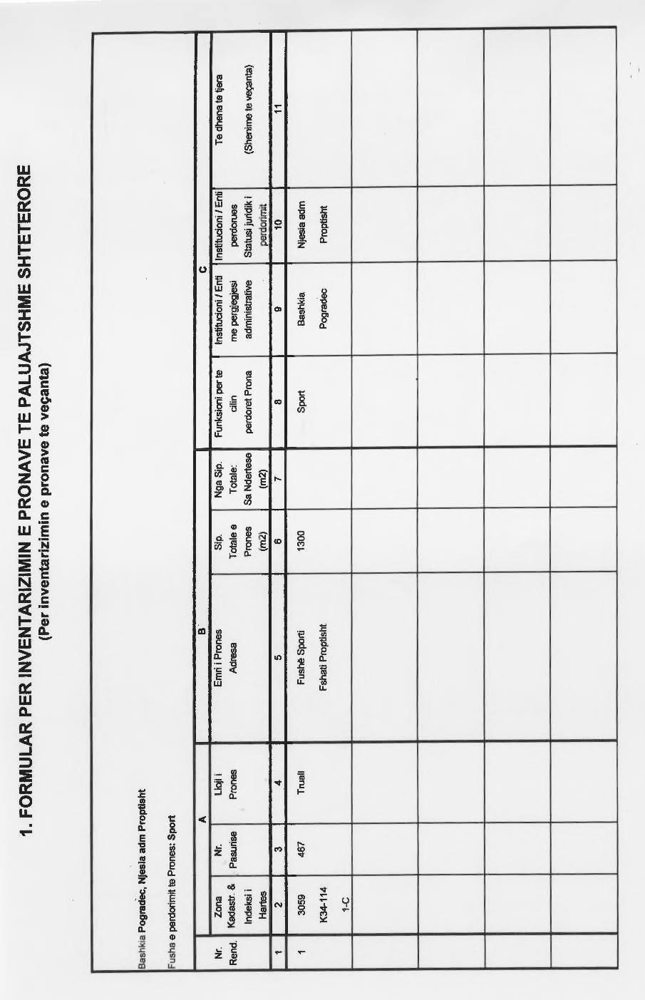 1. FORMULAR PER INVENTARIZIMIN E PRONAVE TE PALUAJTSHME SHTETERORE
(Per inventarizimin e pronave te veçanta)
Bashkia Pogradec, Njesia adm Proptisht
Fusha e perdorimit te Prones: Sport
A
B
C
Nr.
Rend.
Zona
Kadastr. &
Indeksi i
Hartes
Nr.
Pasurise
Lloji i
Prones
Emri i Prones
Adresa
Sip.
Totale e
Prones
(m2)
Nga Sip.
Totale:
Sa Ndertese
(m2)
Funksioni per te
cilin
perdoret Prona
Institucioni / Enti
me pergjegjesi
administrative
Institucioni / Enti
perdorues
Statusi juridik i
perdorimit
Te dhena te tjera
(Shenime te veçanta)
1 2 3 4 5 6 7 8 9 10 11
1
3059
K34-114
1-C
467
Truall
Fushë Sporti
Fshati Proptisht
1300
Sport
Bashkia
Pogradec
Njesia adm
Proptisht